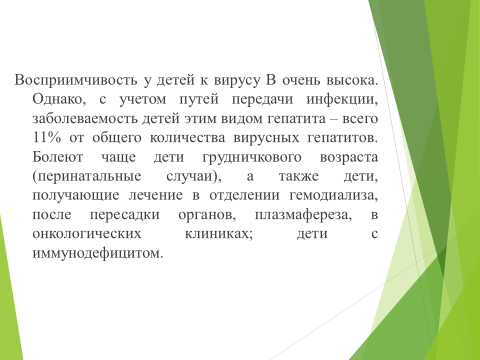 Восприимчивость у детей к вирусу В очень высока.
Однако, с учетом путей передачи инфекции,
заболеваемость детей этим видом гепатита – всего
11% от общего количества вирусных гепатитов.
Болеют чаще дети грудничкового возраста
(перинатальные случаи), а также дети,
получающие лечение в отделении гемодиализа,
после пересадки органов, плазмафереза, в
онкологических клиниках; дети с
иммунодефицитом.